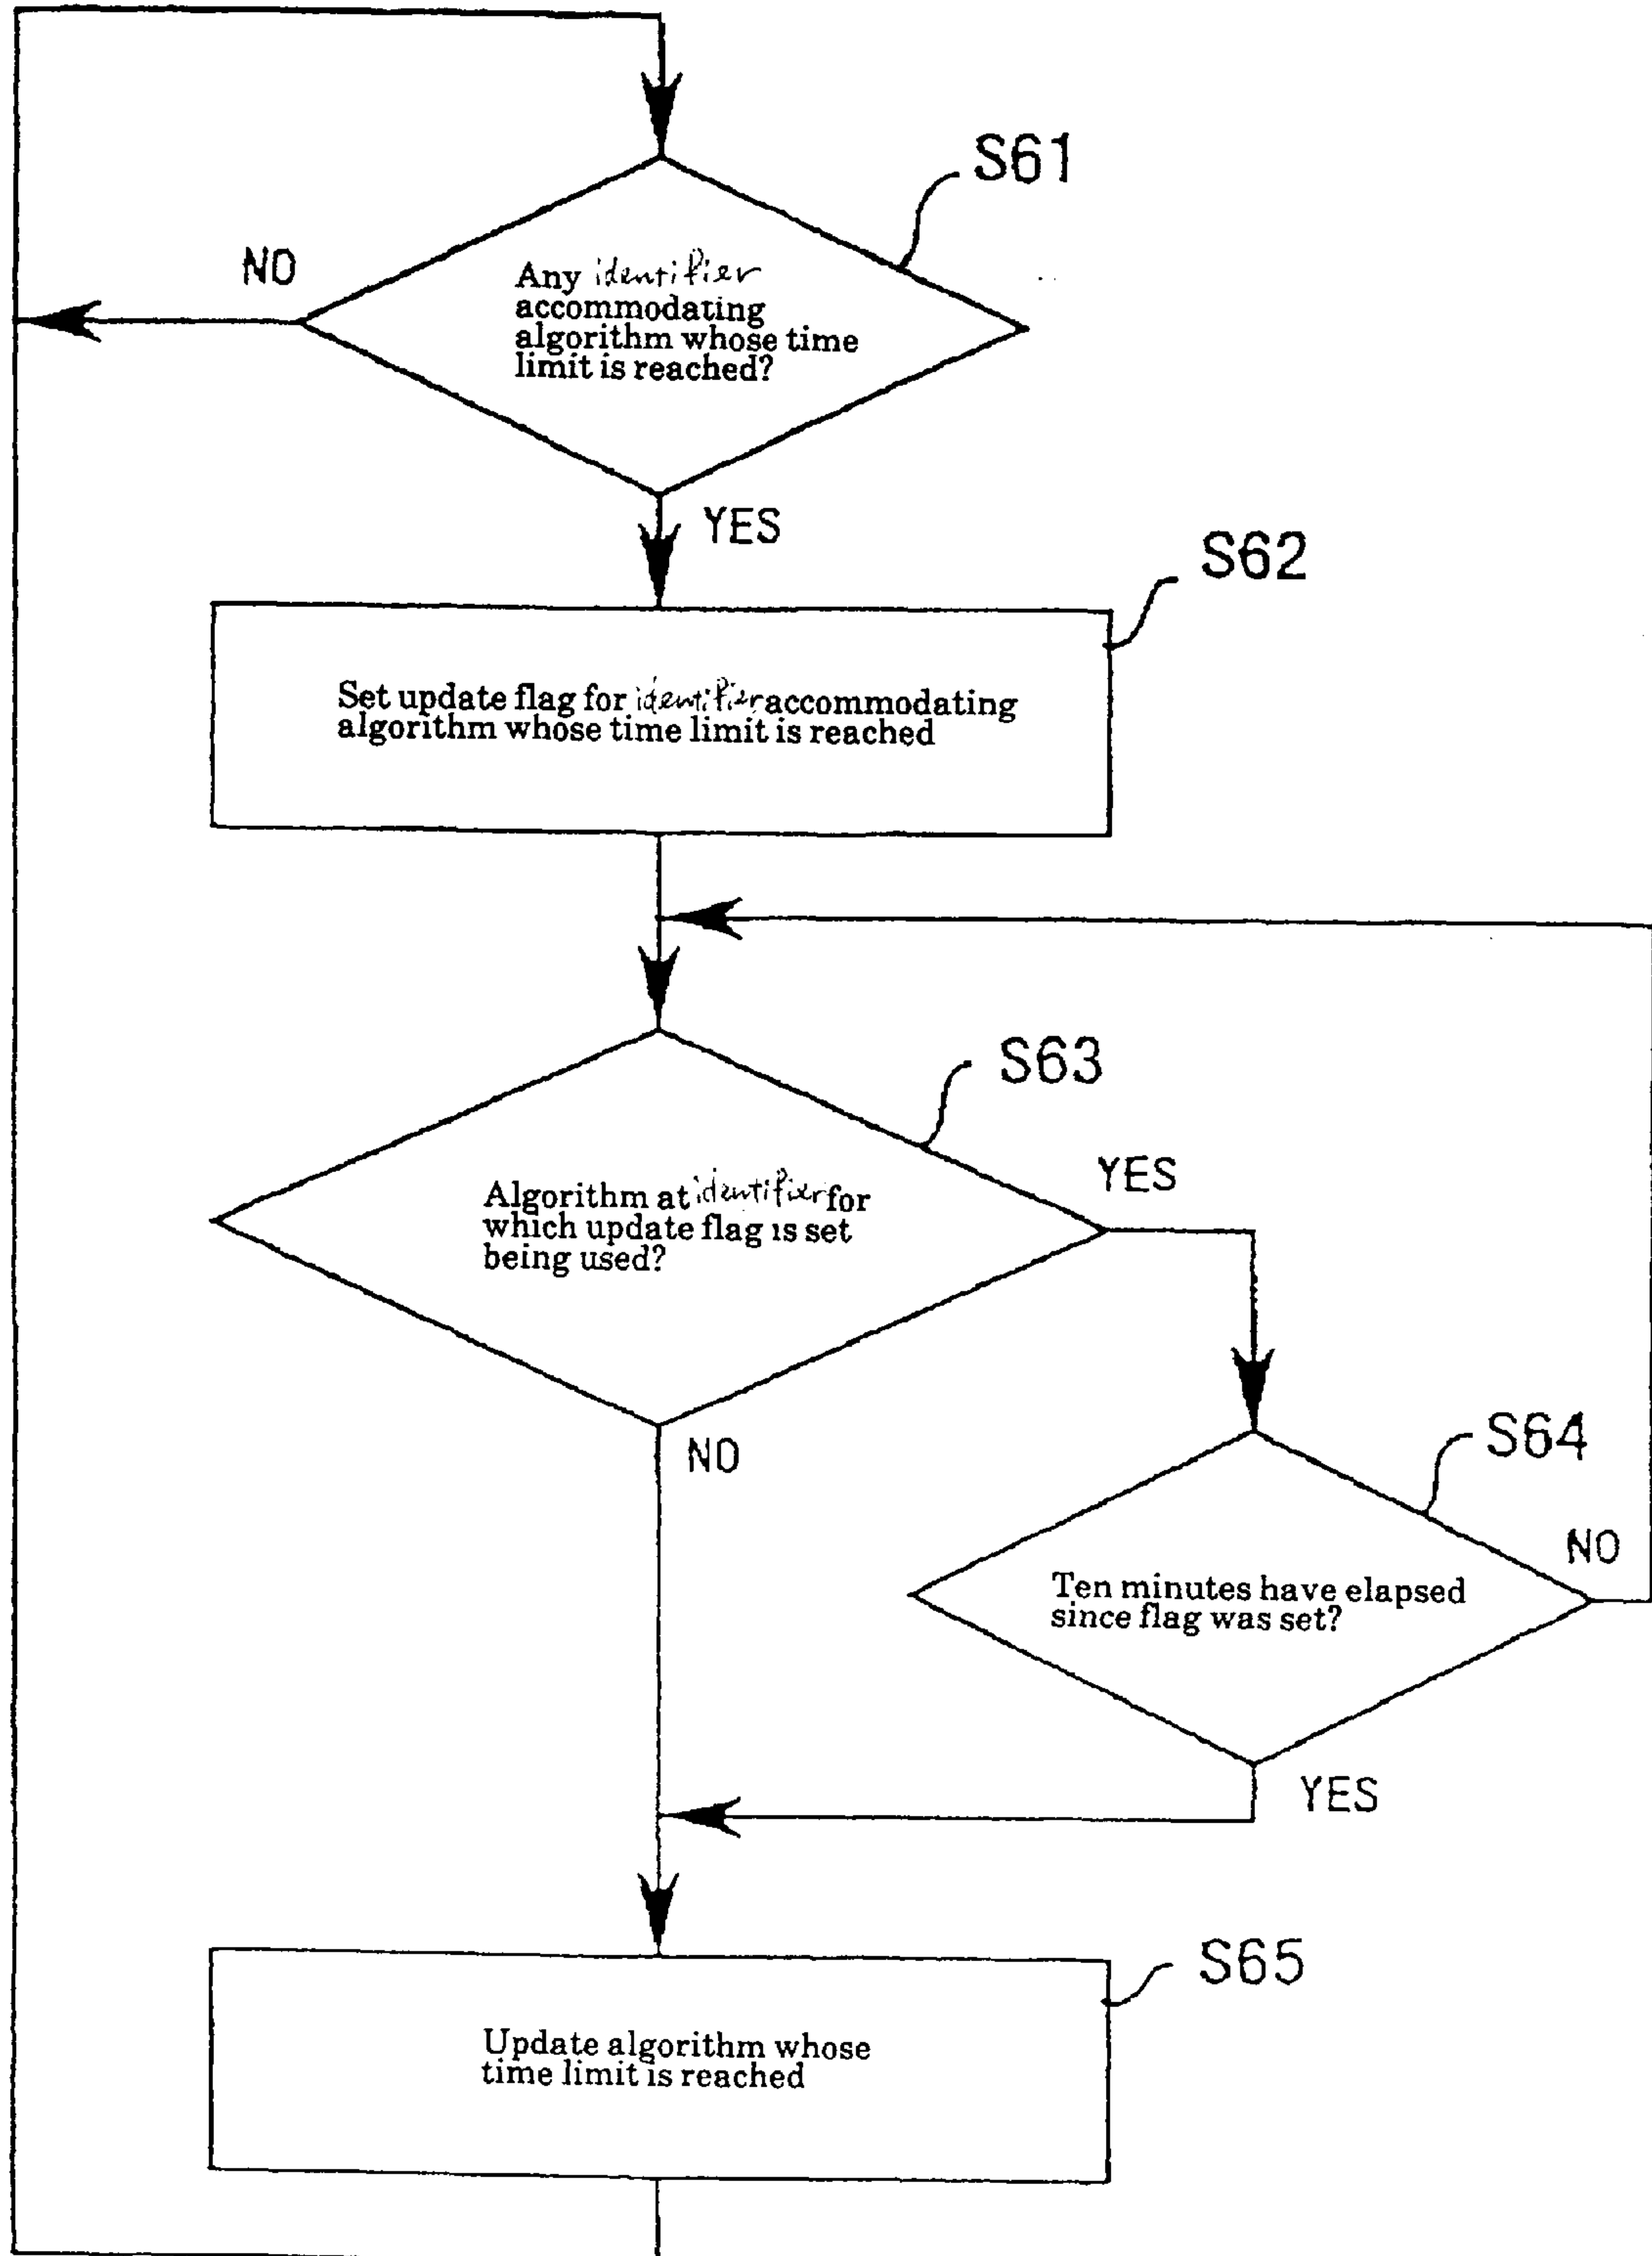 S61
NO
Any identifier
accommodating
algorithm whose time
limit is reached?
YES
S62
Set update flag for identifier accommodating
algorithm whose time limit is reached
S63
YES
Algorithm at identifier for
which update flag is set
being used?
NO
S64
NO
Ten minutes have elapsed
since flag was set?
YES
S65
Update algorithm whose
time limit is reached